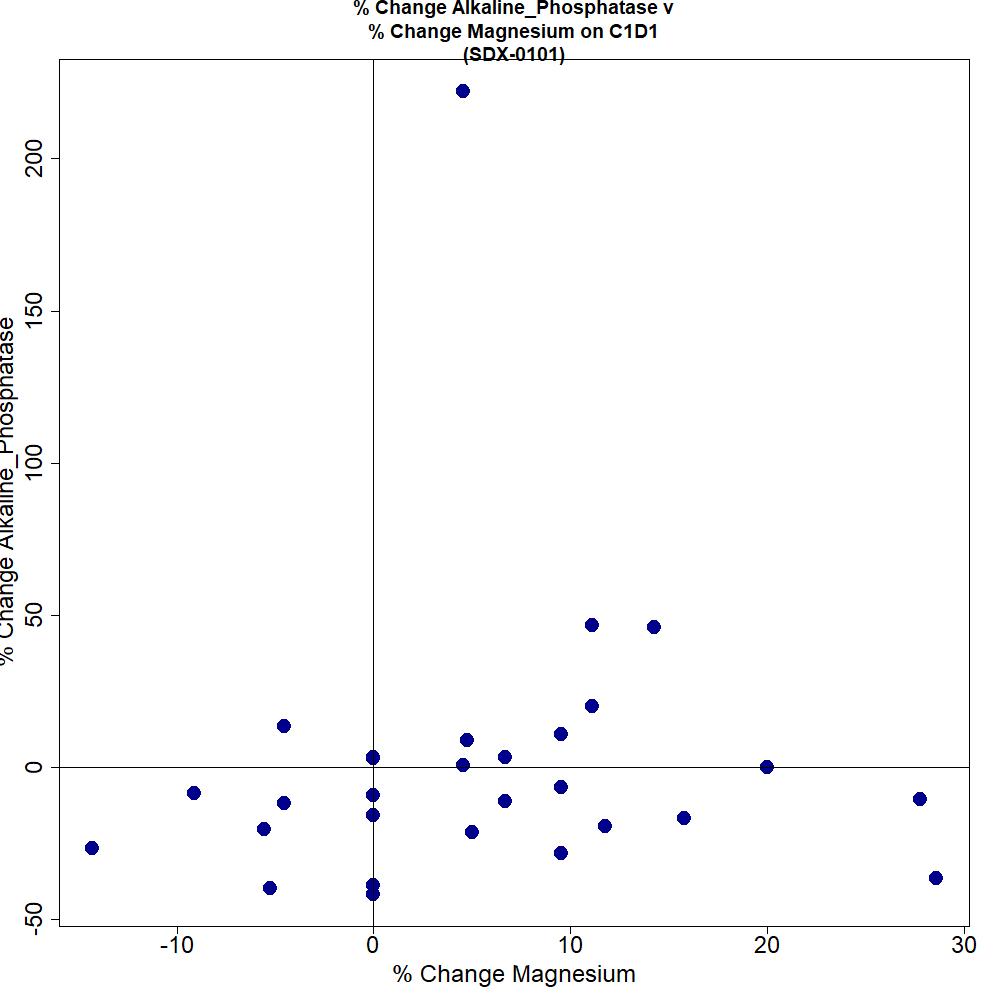 % Change Alkaline_Phosphatase v
% Change Magnesium on C1D1
(SDX-0101)
% Change Alkaline_Phosphatase
200
150
100
50
0
-50
-10 0 10 20 30
% Change Magnesium